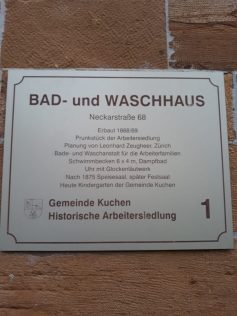 BAD- und WASCHHAUS
Neckarstraße 68
Erbaut 1868/69
Prunkstück der Arbeitersiedlung
Planung von Leonhard Zeugheer, Zürich
Bade- und Waschanstalt für die Arbeiterfamilien
Schwimmbecken 6 x 4 m, Dampfbad
Uhr mit Glockenläutwerk
Nach 1875 Speisesaal, später Festsaal
Heute Kindergarten der Gemeinde Kuchen
Gemeinde Kuchen
Historische Arbeitersiedlung
1